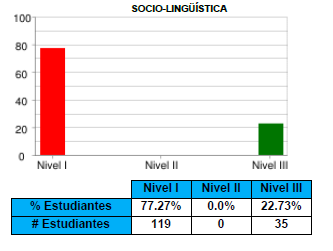 SOCIO-LINGÜÍSTICA
100
80
60
40
20
0
Nivel I Nivel II Nivel III
Nivel I Nivel II Nivel III
% Estudiantes 77.27% 0.0% 22.73%
# Estudiantes 119 0 35